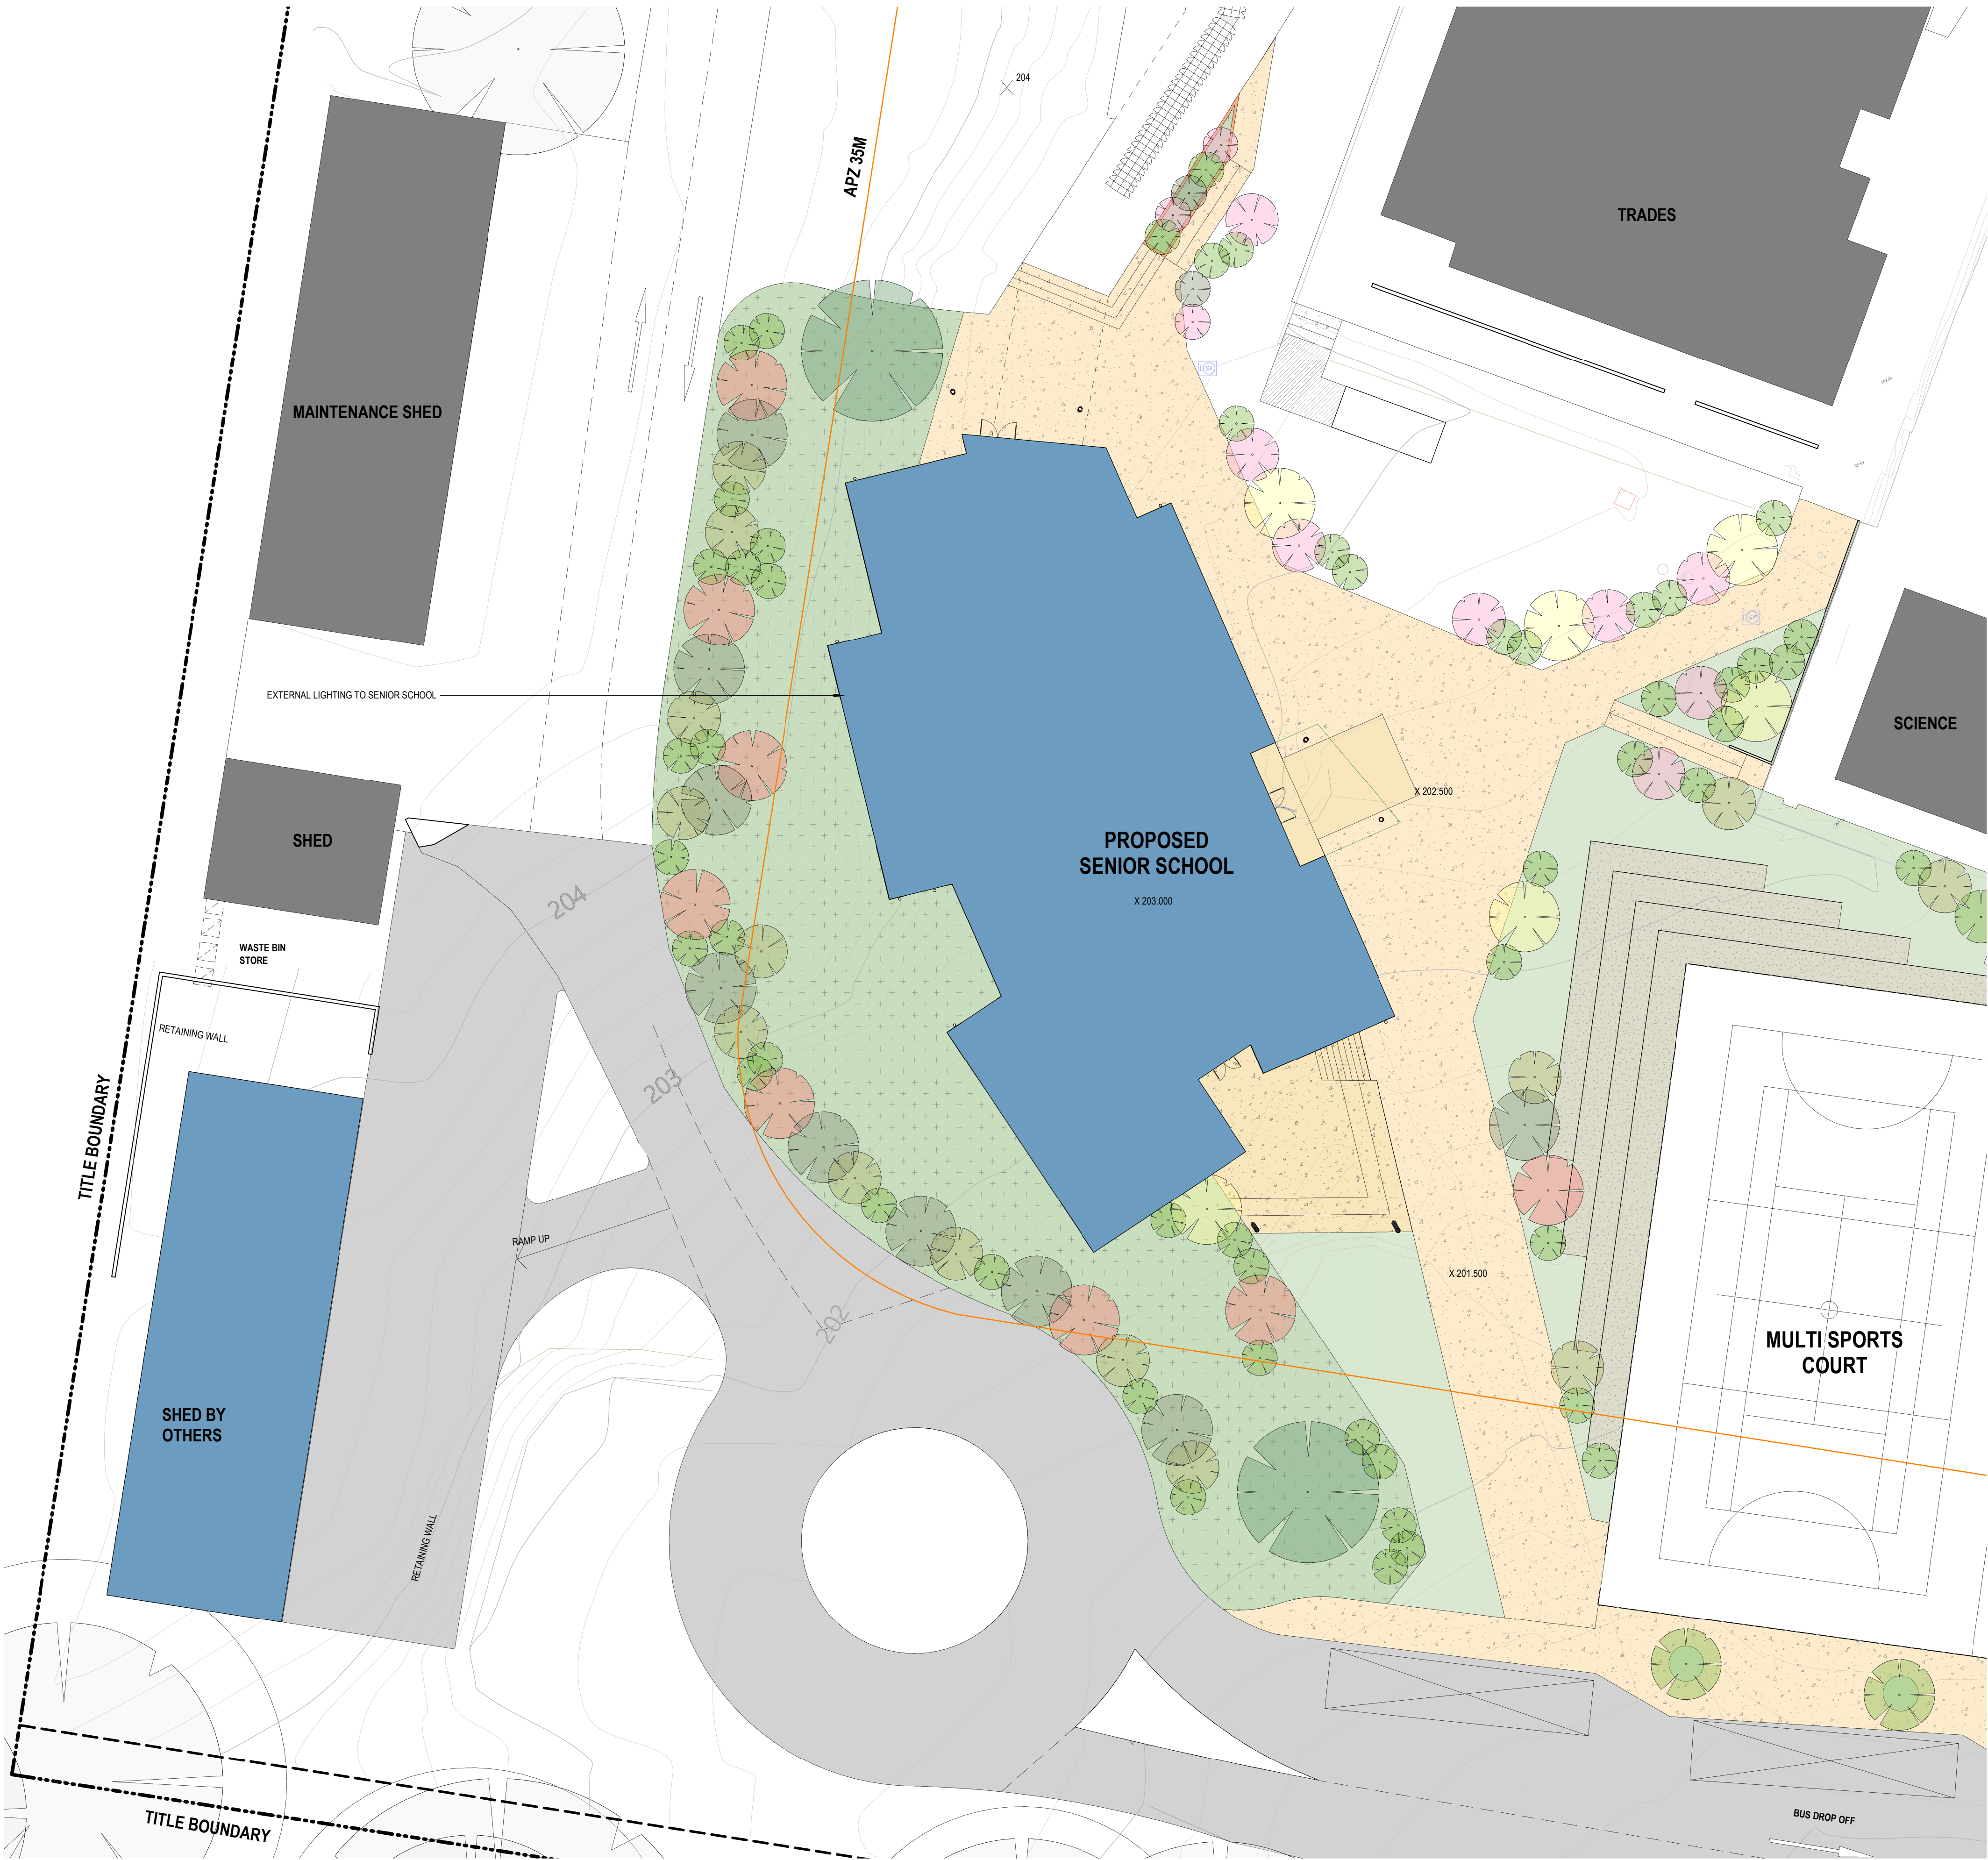 204
APZ 35M
TRADES
MAINTENANCE SHED
EXTERNAL LIGHTING TO SENIOR SCHOOL
SCIENCE
X 202.500
SHED
PROPOSED
SENIOR SCHOOL
X 203.000
204
WASTE BIN
STORE
RETAINING WALL
203
TITLE BOUNDARY
RAMP UP
X 201.500
202
MULTI SPORTS
COURT
SHED BY
OTHERS
RETAINING WALL
BUS DROP OFF
TITLE BOUNDARY